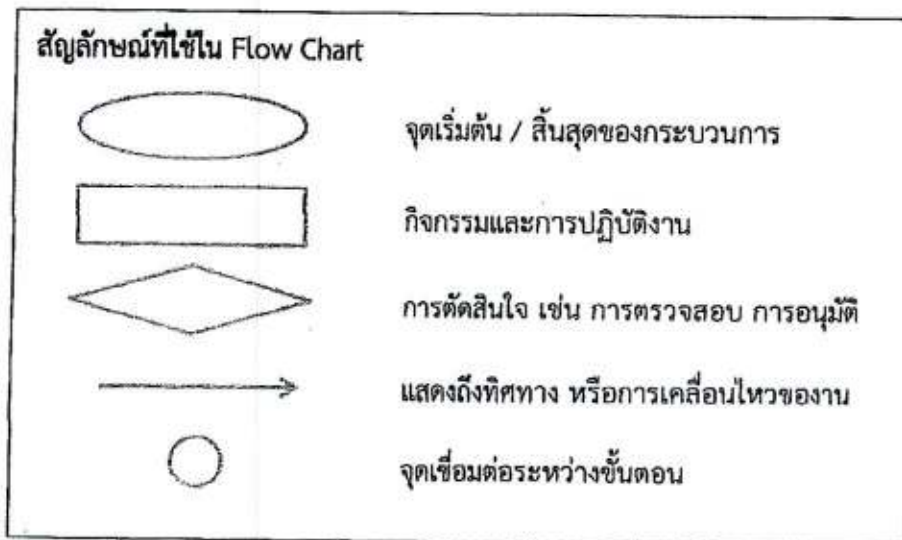 สัญลักษณ์ที่ใช้ใน Flow Chart
จุดเริ่มต้น / สิ้นสุดของกระบวนการ
กิจกรรมและการปฏิบัติงาน
การตัดสินใจ เช่น การตรวจสอบ การอนุมัติ
แสดงถึงทิศทาง หรือการเคลื่อนไหวของงาน
จุดเชื่อมต่อระหว่างขั้นตอน